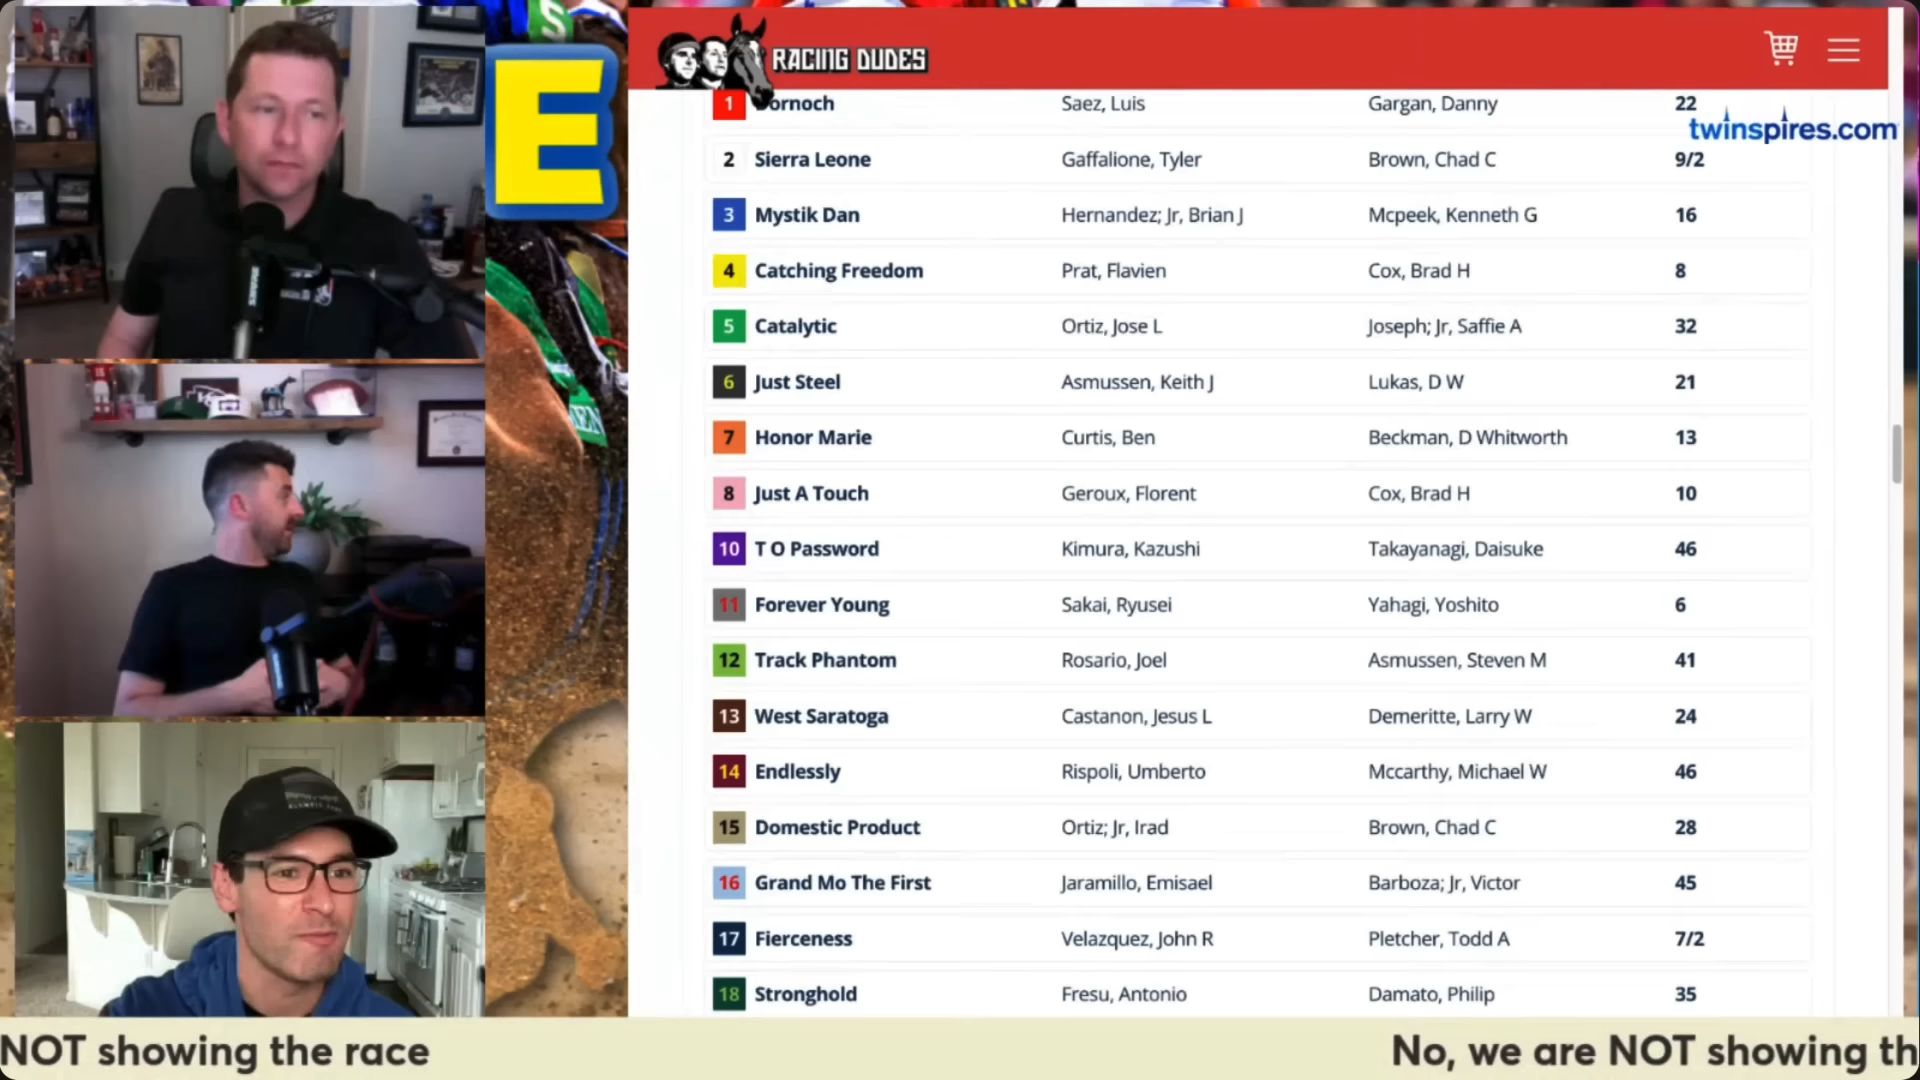 RACING DUDES
twinspires.com
E
1 Dornoch Saez, Luis Gargan, Danny 22
2 Sierra Leone Gaffalione, Tyler Brown, Chad C 9/2
3 Mystik Dan Hernandez; Jr, Brian J Mcpeek, Kenneth G 16
4 Catching Freedom Prat, Flavien Cox, Brad H 8
5 Catalytic Ortiz, Jose L Joseph; Jr, Saffie A 32
6 Just Steel Asmussen, Keith J Lukas, D W 21
7 Honor Marie Curtis, Ben Beckman, D Whitworth 13
8 Just A Touch Geroux, Florent Cox, Brad H 10
10 T O Password Kimura, Kazushi Takayanagi, Daisuke 46
11 Forever Young Sakai, Ryusei Yahagi, Yoshito 6
12 Track Phantom Rosario, Joel Asmussen, Steven M 41
13 West Saratoga Castanon, Jesus L Demeritte, Larry W 24
14 Endlessly Rispoli, Umberto Mccarthy, Michael W 46
15 Domestic Product Ortiz; Jr, Irad Brown, Chad C 28
16 Grand Mo The First Jaramillo, Emisael Barboza; Jr, Victor 45
17 Fierceness Velazquez, John R Pletcher, Todd A 7/2
18 Stronghold Fresu, Antonio Damato, Philip 35
NOT showing the race No, we are NOT showing th
SHURE
5